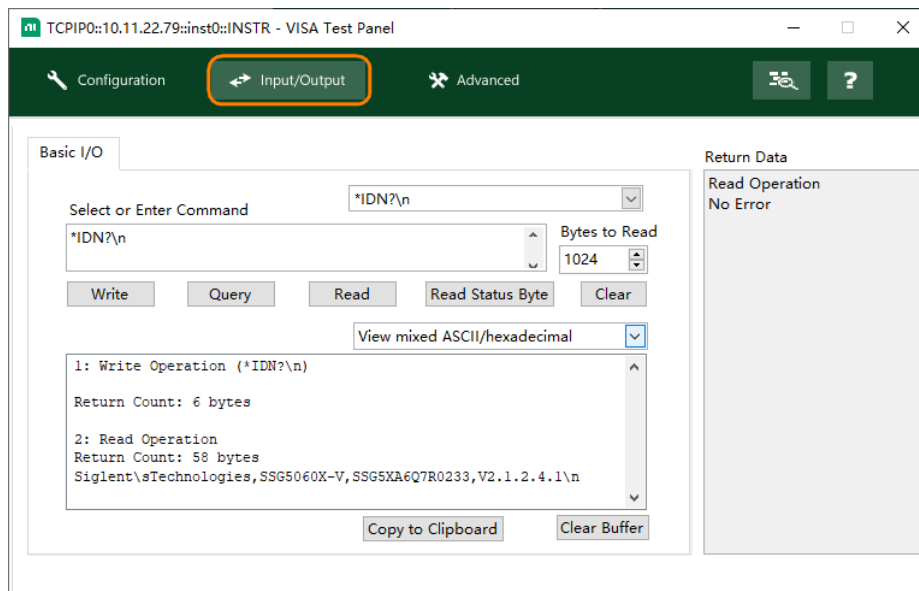 TCPIP0::10.11.22.79::inst0::INSTR - VISA Test Panel
Configuration
Input/Output
Advanced
?
Basic I/O
Return Data
Read Operation
No Error
*IDN?\n
Select or Enter Command
*IDN?\n
Bytes to Read
1024
Write
Query
Read
Read Status Byte
Clear
View mixed ASCII/hexadecimal
1: Write Operation (*IDN?\n)
Return Count: 6 bytes
2: Read Operation
Return Count: 58 bytes
Siglent\sTechnologies,SSG5060X-V,SSG5XA6Q7R0233,V2.1.2.4.1\n
Copy to Clipboard
Clear Buffer